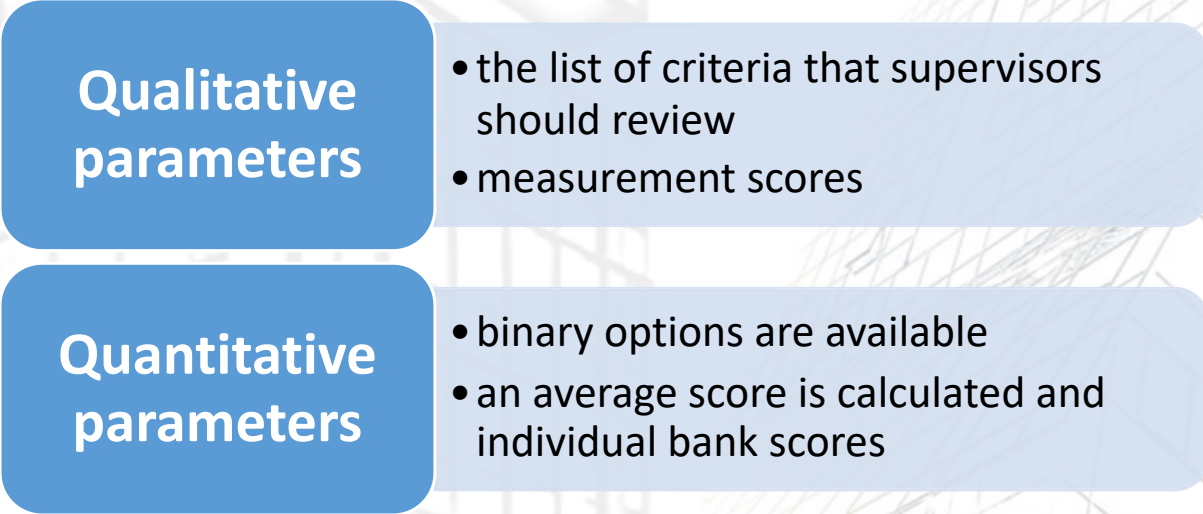 Qualitative
parameters
• the list of criteria that supervisors
should review
• measurement scores
Quantitative
parameters
• binary options are available
• an average score is calculated and
individual bank scores